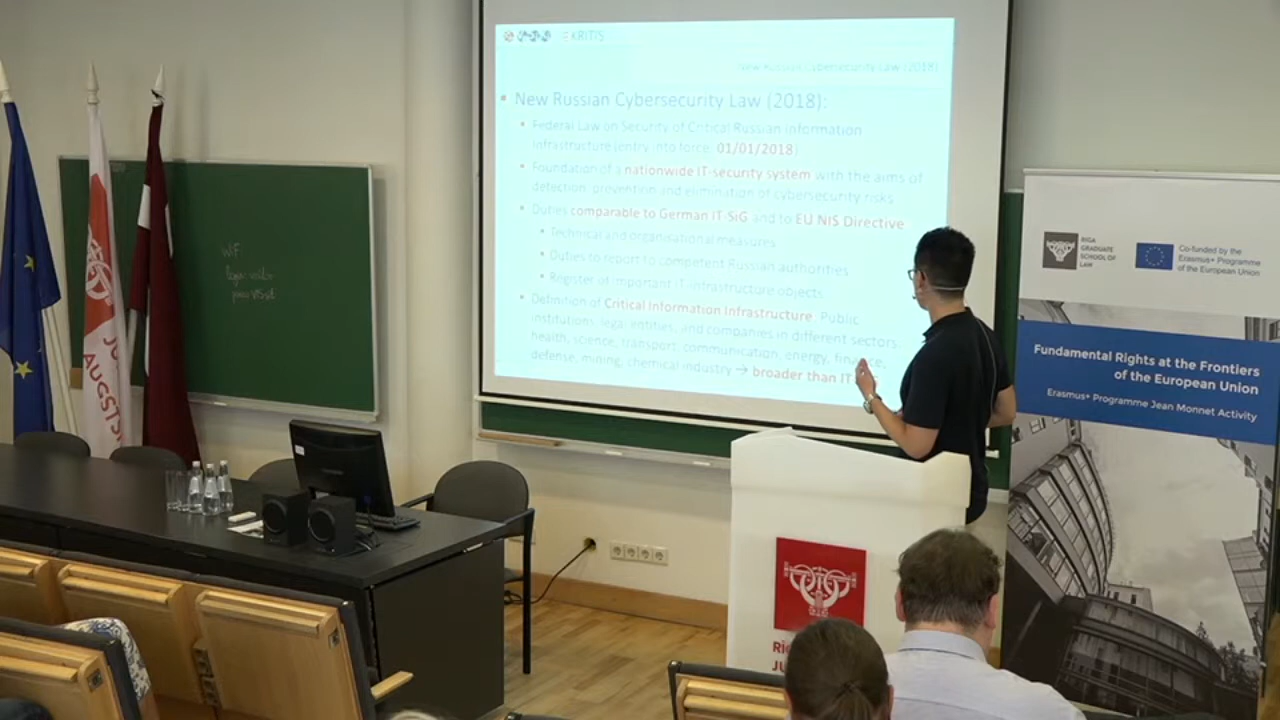 KRITIS
New Russian Cybersecurity Law (2018)
New Russian Cybersecurity Law (2018):
Federal Law on Security of Critical Russian Information
Infrastructure (entry into force: 01/01/2018)
Foundation of a nationwide IT-security system with the aims of
detection, prevention and elimination of cybersecurity risks
Duties comparable to German IT-SiG and to EU NIS Directive
Technical and organisational measures
Duties to report to competent Russian authorities
Register of important IT-infrastructure objects
Definition of Critical Information Infrastructure: Public
institutions, legal entities, and companies in different sectors:
health, science, transport, communication, energy, finance,
defense, mining, chemical industry → broader than IT
JU
AUGSTS
RIGA
GRADUATE
SCHOOL OF
LAW
Co-funded by the
Erasmus+ Programme
of the European Union
Fundamental Rights at the Frontiers
of the European Union
Erasmus+ Programme Jean Monnet Activity